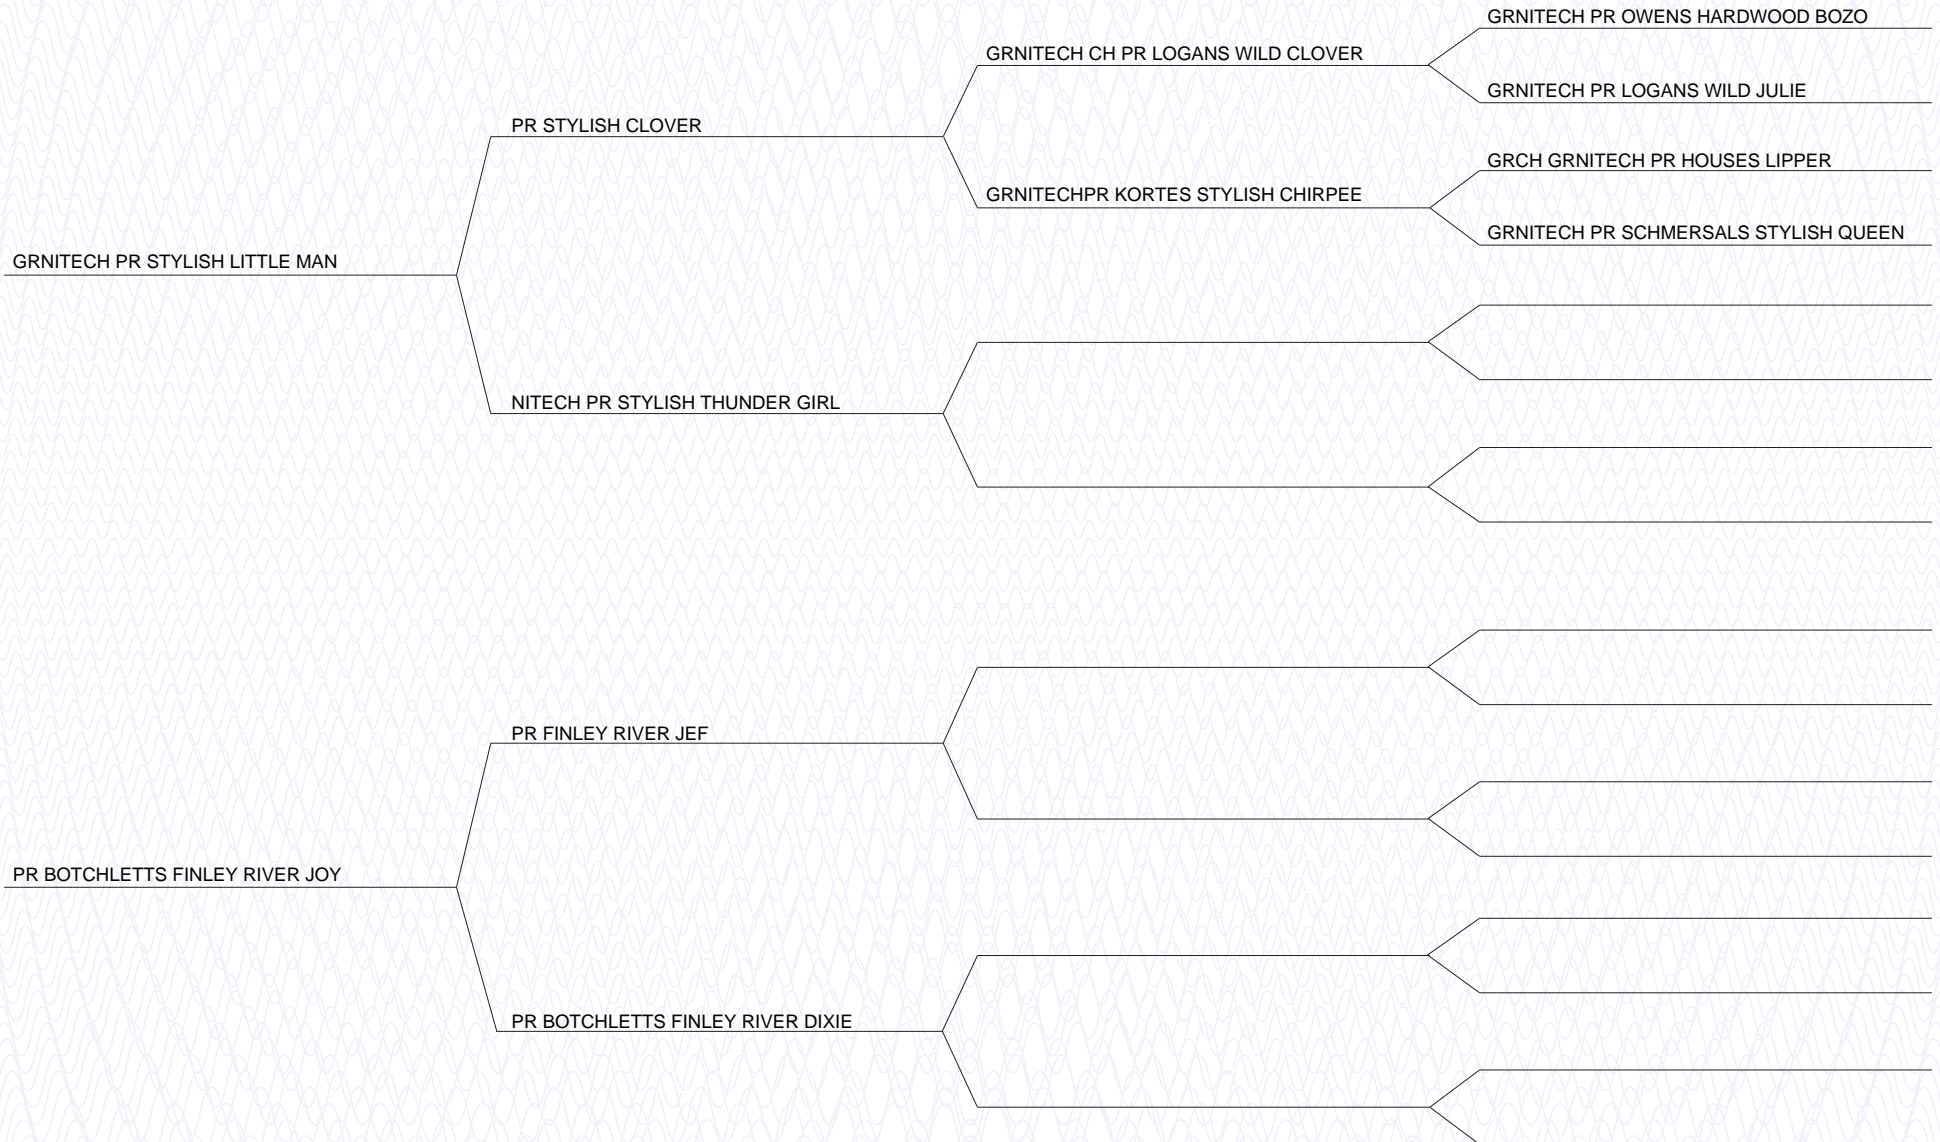 GRNITECH PR OWENS HARDWOOD BOZO
GRNITECH CH PR LOGANS WILD CLOVER
GRNITECH PR LOGANS WILD JULIE
PR STYLISH CLOVER
GRCH GRNITECH PR HOUSES LIPPER
GRNITECHPR KORTES STYLISH CHIRPEE
GRNITECH PR SCHMERSALS STYLISH QUEEN
GRNITECH PR STYLISH LITTLE MAN
NITECH PR STYLISH THUNDER GIRL
PR FINLEY RIVER JEF
PR BOTCHLETTS FINLEY RIVER JOY
PR BOTCHLETTS FINLEY RIVER DIXIE